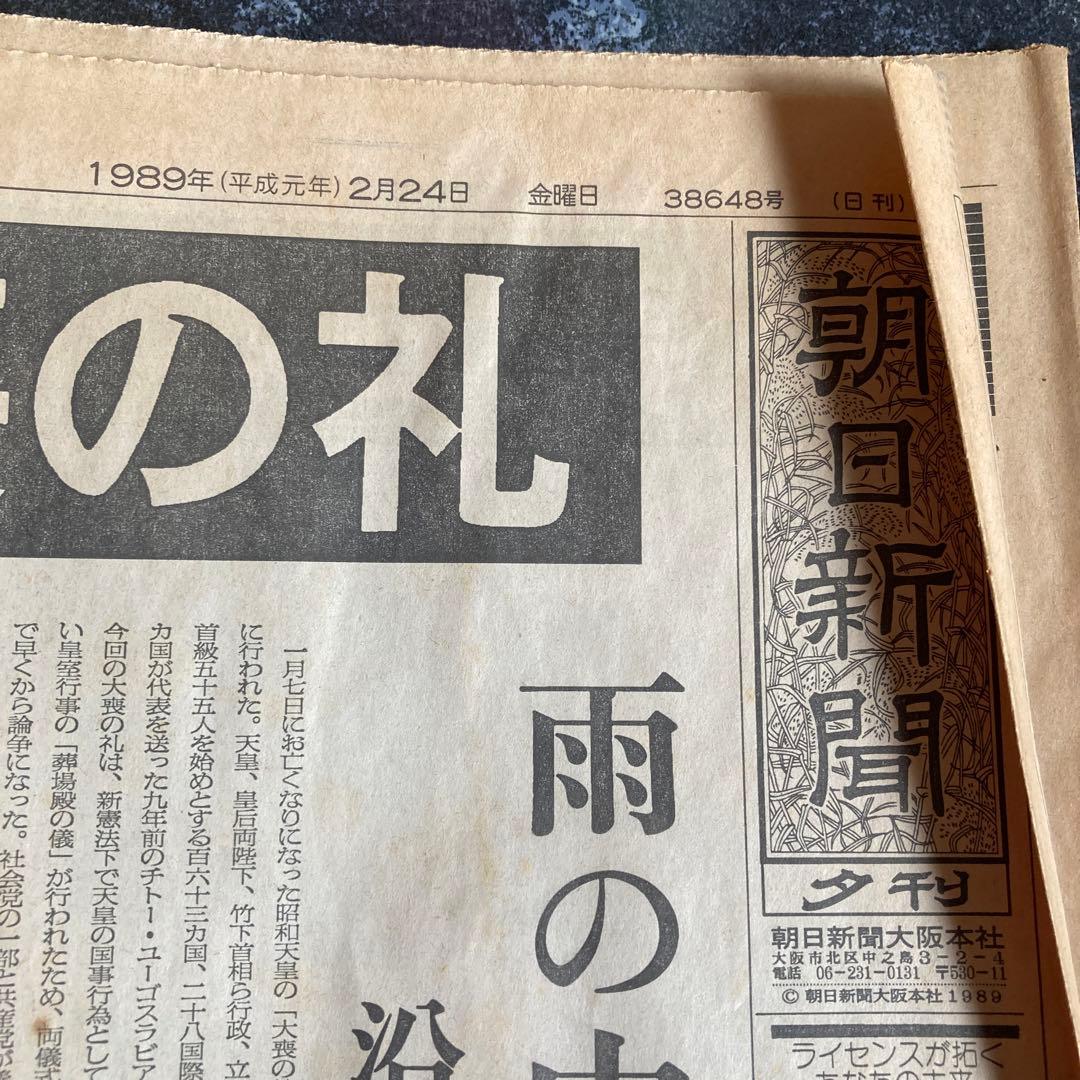 1989年(平成元年)2月24日 金曜日 38648号 (日刊)
の礼
朝日新聞
夕刊
朝日新聞大阪本社
大阪市北区中之島3-2-4
電話 06-231-0131 〒530-11
© 朝日新聞大阪本社 1989
ライセンスが拓く
雨の
沿
一月七日にお亡くなりになった昭和天皇の「大喪の
に行われた。天皇、皇后両陛下、竹下首相ら行政、立
首級五十五人を始めとする百六十三カ国、二十八国際
カ国が代表を送った九年前のチトー・ユーゴスラビア
今回の大喪の礼は、新憲法下で天皇の国事行為として
い皇室行事の「葬場殿の儀」が行われたため、両儀式
で早くから論争になった。社会党の一部と共産党が